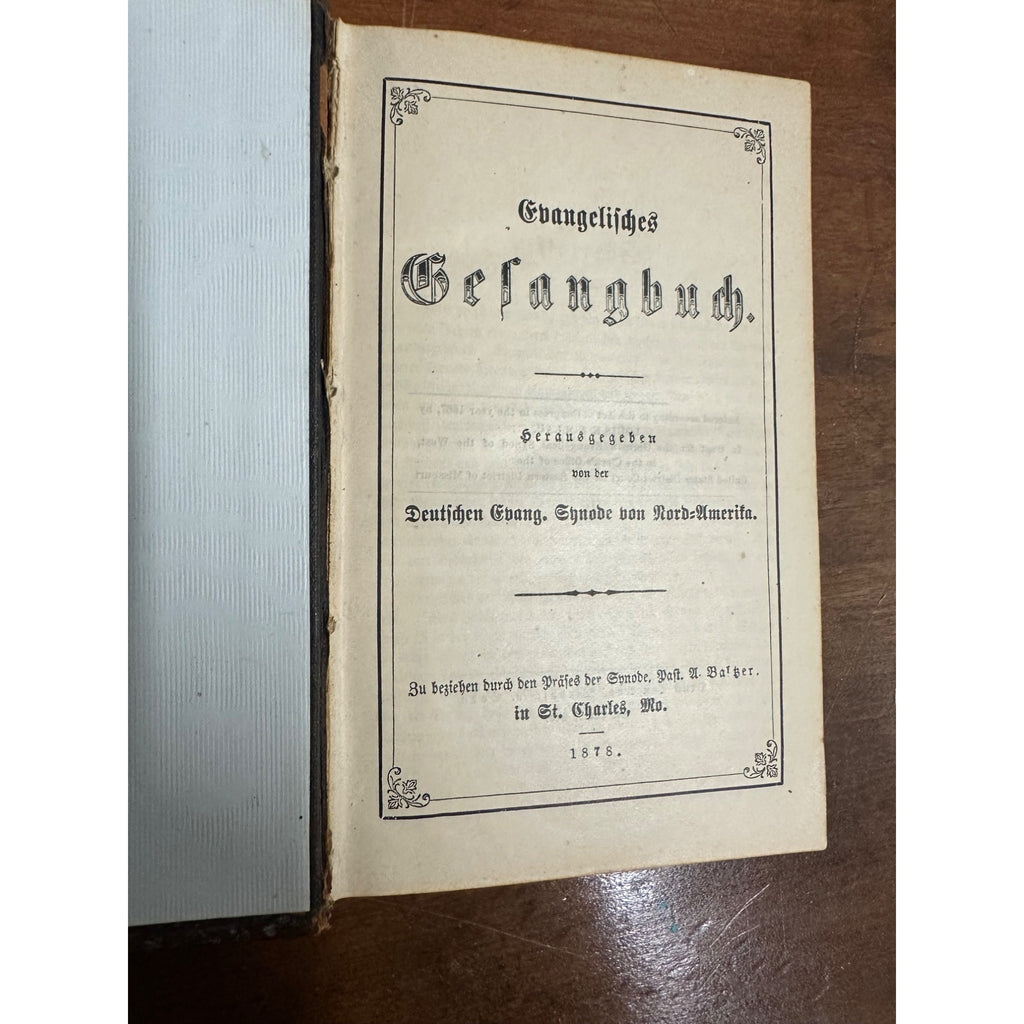 Evangelisches
Gesangbuch.
Herausgegeben
von der
Deutschen Evang. Synode von Nord-Amerika.
Zu beziehen durch den Präses der Synode, Past. A. Baltzer.
in St. Charles, Mo.
1878.